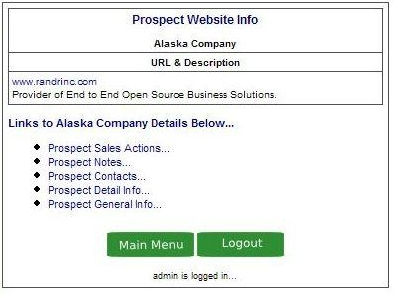 Prospect Website Info
Alaska Company
URL & Description
www.randrinc.com
Provider of End to End Open Source Business Solutions.
Links to Alaska Company Details Below...
Prospect Sales Actions...
Prospect Notes...
Prospect Contacts...
Prospect Detail Info...
Prospect General Info...
Main Menu Logout
admin is logged in...